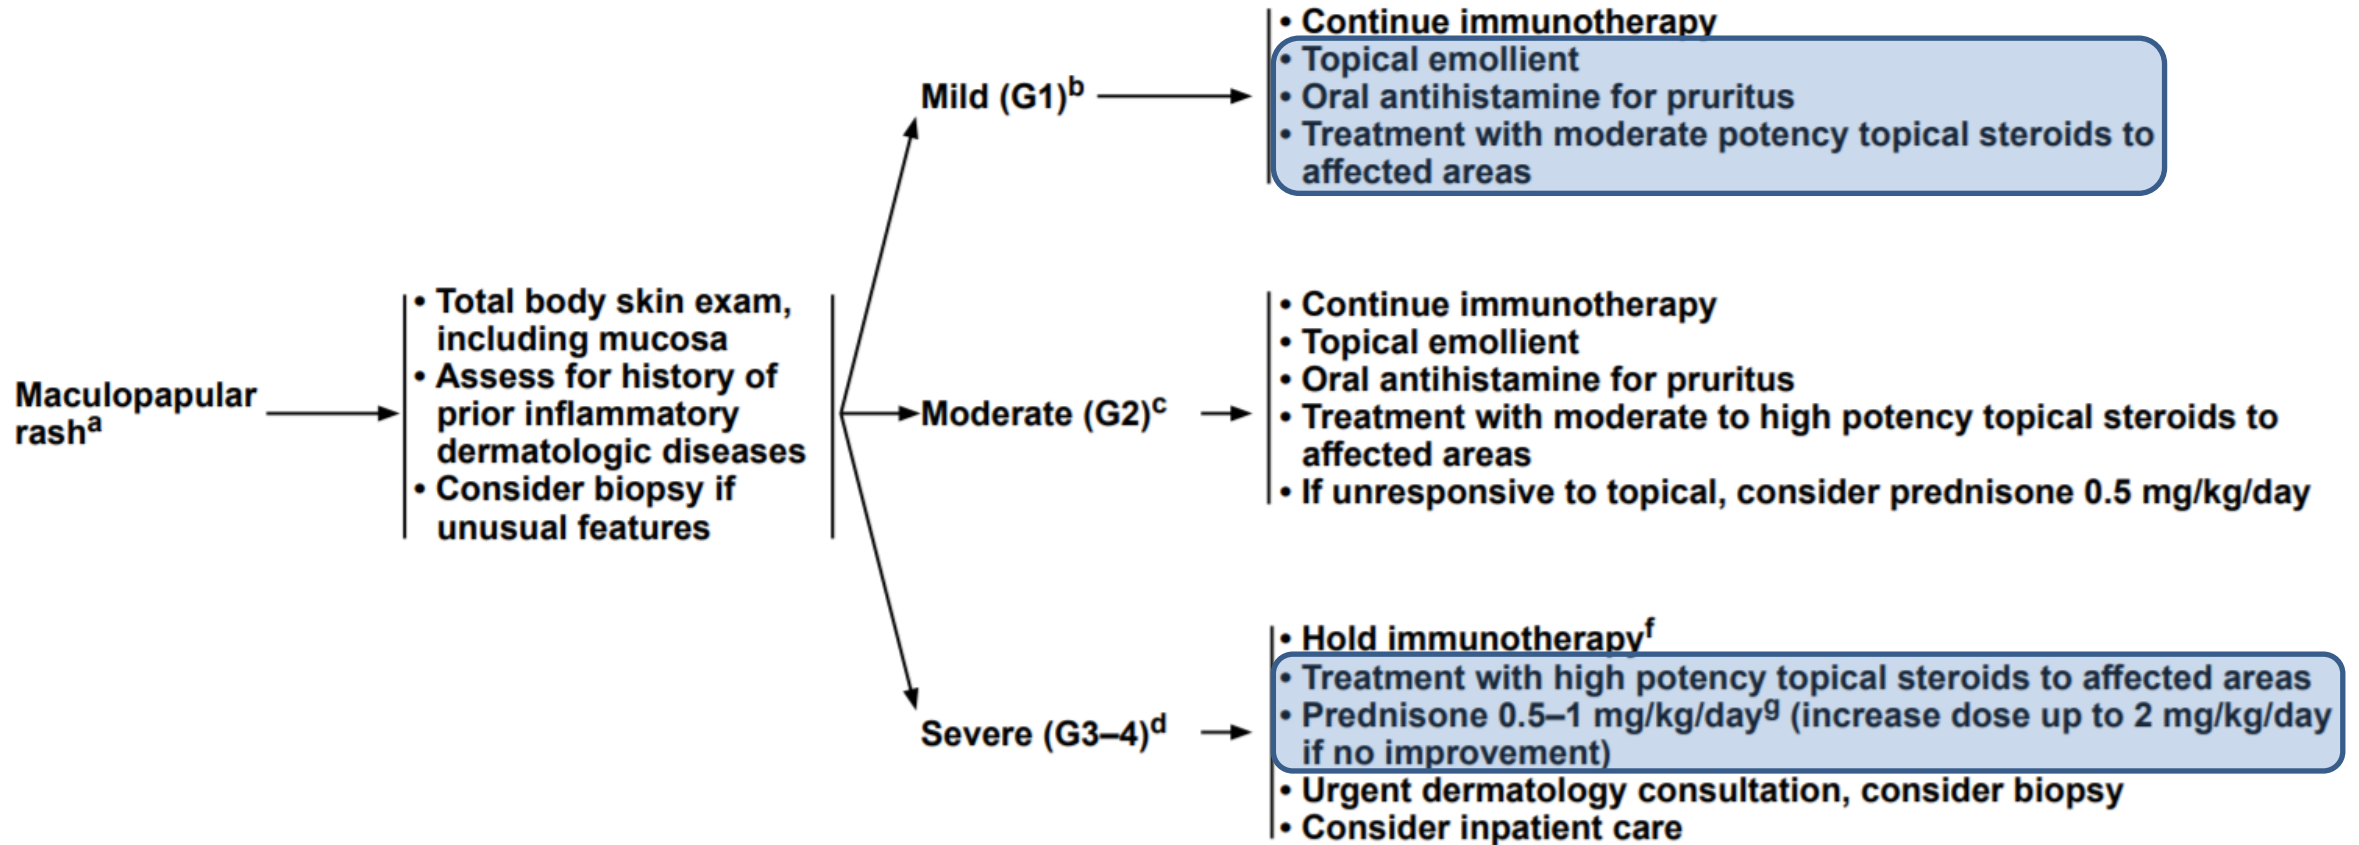 Maculopapular
rashᵃ
• Total body skin exam,
including mucosa
• Assess for history of
prior inflammatory
dermatologic diseases
• Consider biopsy if
unusual features
Mild (G1)ᵇ
• Continue immunotherapy
• Topical emollient
• Oral antihistamine for pruritus
• Treatment with moderate potency topical steroids to
affected areas
Moderate (G2)ᶜ
• Continue immunotherapy
• Topical emollient
• Oral antihistamine for pruritus
• Treatment with moderate to high potency topical steroids to
affected areas
• If unresponsive to topical, consider prednisone 0.5 mg/kg/day
Severe (G3–4)ᵈ
• Hold immunotherapyᶠ
• Treatment with high potency topical steroids to affected areas
• Prednisone 0.5–1 mg/kg/dayᵍ (increase dose up to 2 mg/kg/day
if no improvement)
• Urgent dermatology consultation, consider biopsy
• Consider inpatient care